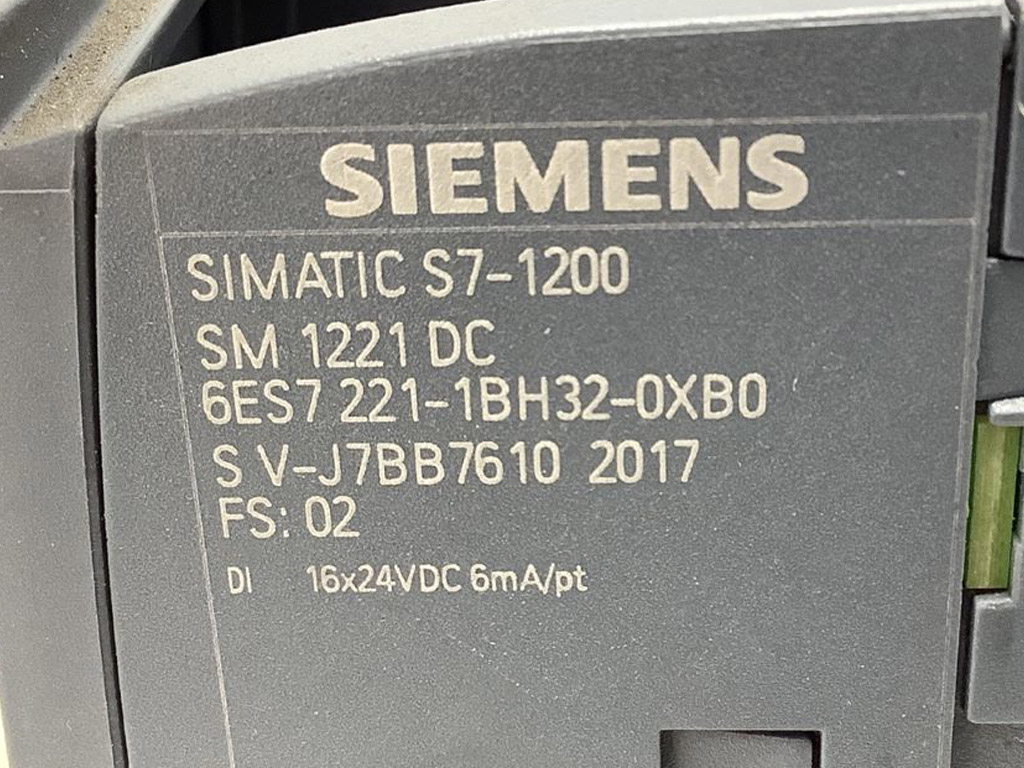 SIEMENS
SIMATIC S7-1200
SM 1221 DC
6ES7 221-1BH32-0XB0
S V-J7BB7610 2017
FS: 02
DI 16x24VDC 6mA/pt